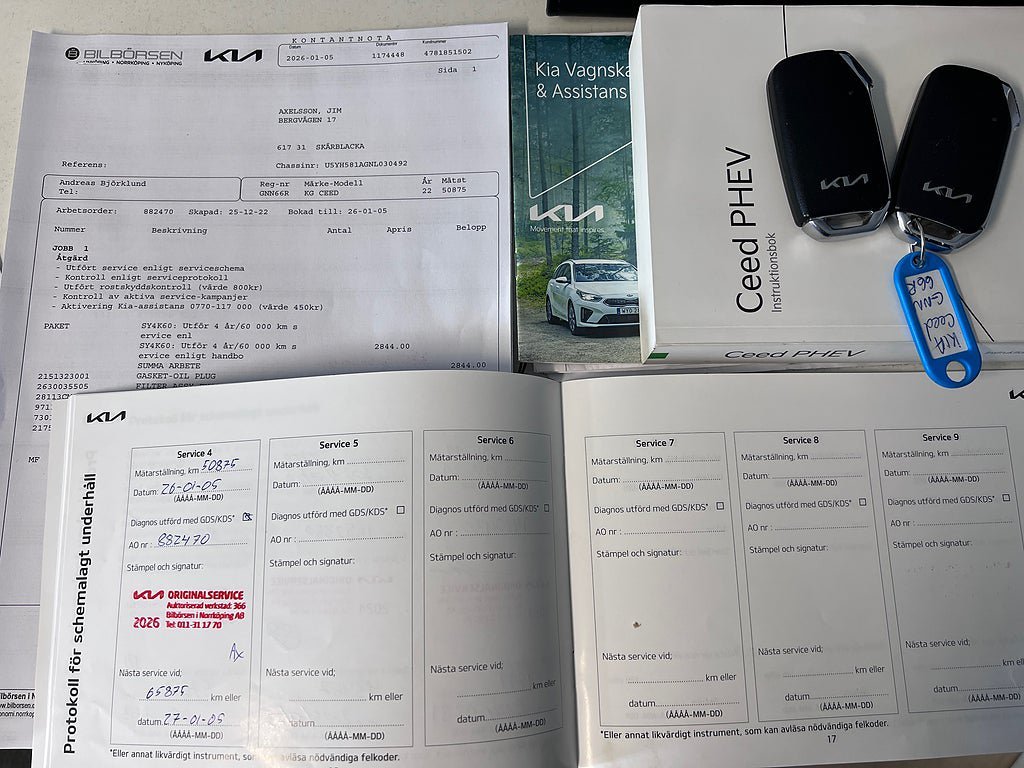 BILBÖRSEN
LINKÖPING • NORRKÖPING • NYKÖPING
KIA
KONTANTNOTA
Datum Dokumentnr Kundnummer
2026-01-05 1174448 4781851502
Sida 1
AXELSSON, JIM
BERGVÄGEN 17
617 31 SKÄRBLACKA
Referens: Chassinr: U5YH581AGNL030492
Andreas Björklund
Tel:
Reg-nr Märke-Modell År Mätst
GNN66R KG CEED 22 50875
Arbetsorder: 882470 Skapad: 25-12-22 Bokad till: 26-01-05
Nummer Beskrivning Antal Apris Belopp
JOBB 1
Åtgärd
- Utfört service enligt serviceschema
- Kontroll enligt serviceprotokoll
- Utfört rostskyddskontroll (värde 800kr)
- Kontroll av aktiva service-kampanjer
- Aktivering Kia-assistans 0770-117 000 (värde 450kr)
PAKET SY4K60: Utför 4 år/60 000 km s
ervice enl
SY4K60: Utför 4 år/60 000 km s 2844.00
ervice enligt handbo
SUMMA ARBETE 2844.00
2151323001 GASKET-OIL PLUG
2630035505 FILTER ASSY
28113
971
730
2175
MF
Kia Vagnska
& Assistans
KIA
Movement that inspires
Ceed PHEV
Instruktionsbok
Ceed PHEV
KIA
KIA
KIA
Ceed
GNN
66R
KIA
Protokoll för schemalagt underhåll
Service 4
Mätarställning, km 50875
Datum: 26-01-05
(ÅÅÅÅ-MM-DD)
Diagnos utförd med GDS/KDS*
AO nr : 882470
Stämpel och signatur:
KIA ORIGINALSERVICE
Auktoriserad verkstad: 366
Bilbörsen i Norrköping AB
2026 Tel: 011-31 17 70
Ax
Nästa service vid;
65875 km eller
datum 27-01-05
(ÅÅÅÅ-MM-DD)
Service 5
Mätarställning, km
Datum:
(ÅÅÅÅ-MM-DD)
Diagnos utförd med GDS/KDS*
AO nr :
Stämpel och signatur:
Nästa service vid;
km eller
datum
(ÅÅÅÅ-MM-DD)
Service 6
Mätarställning, km
Datum:
(ÅÅÅÅ-MM-DD)
Diagnos utförd med GDS/KDS*
AO nr :
Stämpel och signatur:
Nästa service vid;
km eller
datum
(ÅÅÅÅ-MM-DD)
*Eller annat likvärdigt instrument, som kan avläsa nödvändiga felkoder.
Service 7
Mätarställning, km
Datum:
(ÅÅÅÅ-MM-DD)
Diagnos utförd med GDS/KDS*
AO nr :
Stämpel och signatur:
Nästa service vid;
km eller
datum
(ÅÅÅÅ-MM-DD)
Service 8
Mätarställning, km
Datum:
(ÅÅÅÅ-MM-DD)
Diagnos utförd med GDS/KDS*
AO nr :
Stämpel och signatur:
Nästa service vid;
km eller
datum
(ÅÅÅÅ-MM-DD)
Service 9
Mätarställning, km
Datum:
(ÅÅÅÅ-MM-DD)
Diagnos utförd med GDS/KDS*
AO nr :
Stämpel och signatur:
Nästa service vid;
km eller
datum
(ÅÅÅÅ-MM-DD)
*Eller annat likvärdigt instrument, som kan avläsa nödvändiga felkoder.
17